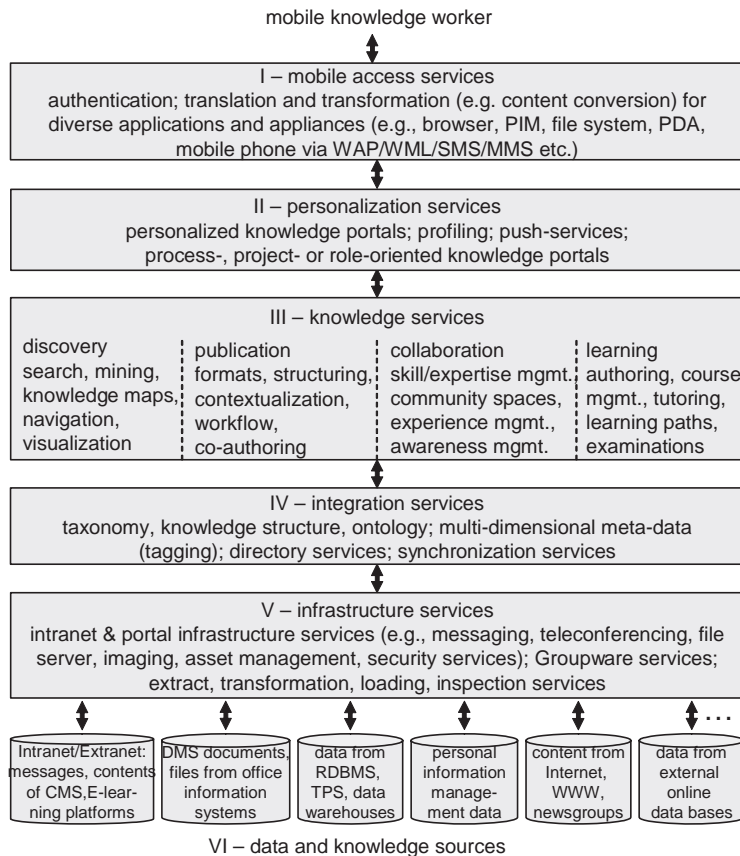 mobile knowledge worker
I – mobile access services
authentication; translation and transformation (e.g. content conversion) for
diverse applications and appliances (e.g., browser, PIM, file system, PDA,
mobile phone via WAP/WML/SMS/MMS etc.)
II – personalization services
personalized knowledge portals; profiling; push-services;
process-, project- or role-oriented knowledge portals
III – knowledge services
discovery
search, mining,
knowledge maps,
navigation,
visualization
publication
formats, structuring,
contextualization,
workflow,
co-authoring
collaboration
skill/expertise mgmt.
community spaces,
experience mgmt.,
awareness mgmt.
learning
authoring, course
mgmt., tutoring,
learning paths,
examinations
IV – integration services
taxonomy, knowledge structure, ontology; multi-dimensional meta-data
(tagging); directory services; synchronization services
V – infrastructure services
intranet & portal infrastructure services (e.g., messaging, teleconferencing, file
server, imaging, asset management, security services); Groupware services;
extract, transformation, loading, inspection services
...
Intranet/Extranet:
messages, contents
of CMS,E-lear-
ning platforms
DMS documents,
files from office
information
systems
data from
RDBMS,
TPS, data
warehouses
personal
information
manage-
ment data
content from
Internet,
WWW,
newsgroups
data from
external
online
data bases
VI – data and knowledge sources